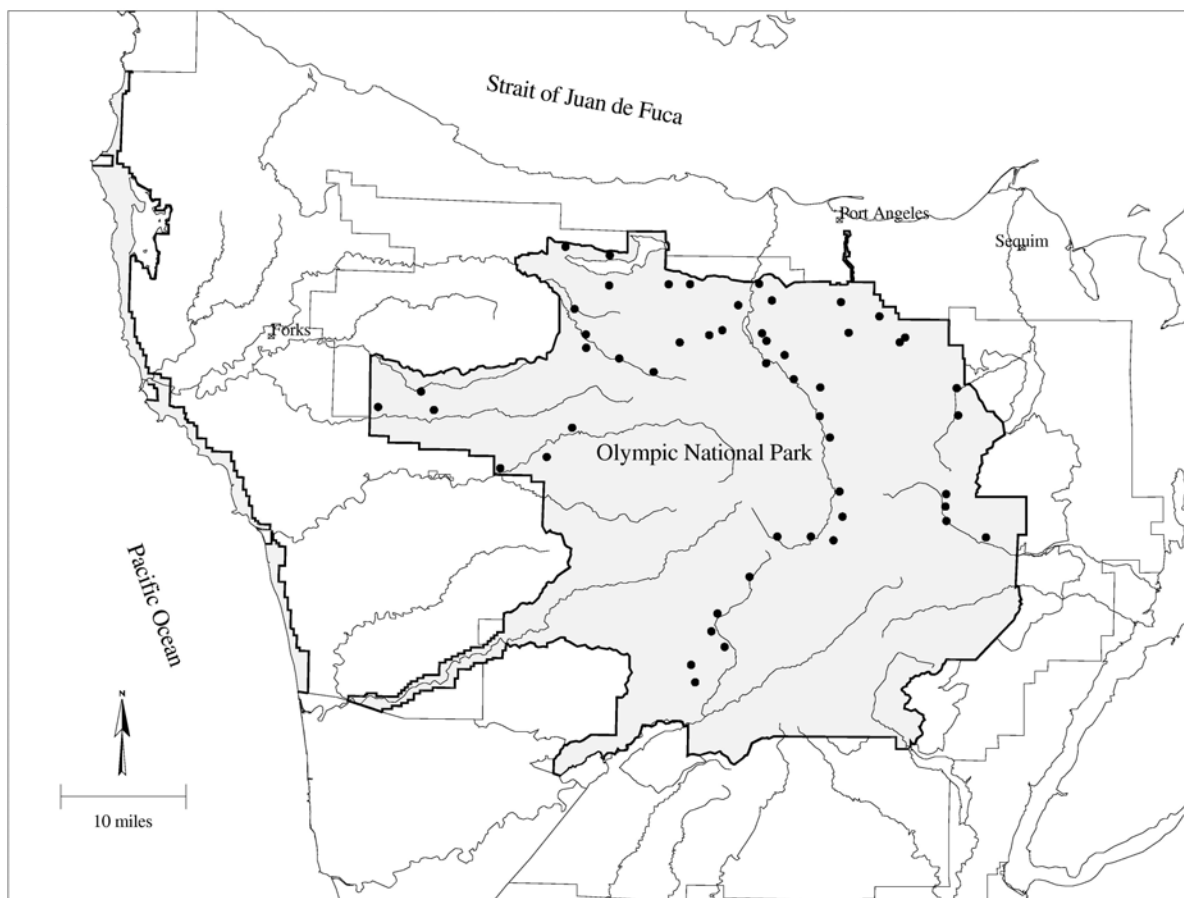 Strait of Juan de Fuca
Port Angeles
Sequim
Forks
Olympic National Park
Pacific Ocean
N
10 miles